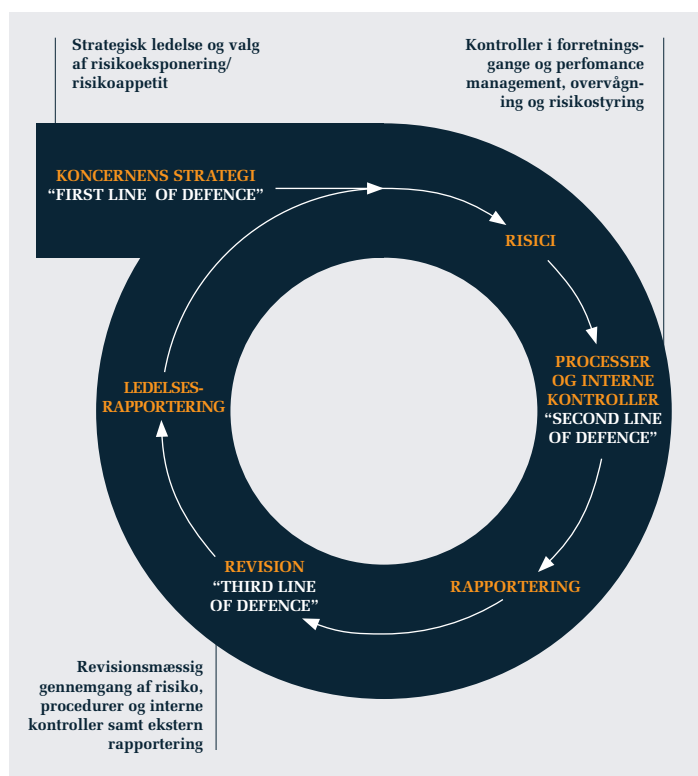 Strategisk ledelse og valg
af risikoeksponering/
risikoappetit
Kontroller i forretnings-
gange og perfomance
management, overvågn-
ing og risikostyring
KONCERNENS STRATEGI
“FIRST LINE OF DEFENCE”
RISICI
PROCESSER
OG INTERNE
KONTROLLER
“SECOND LINE
OF DEFENCE”
RAPPORTERING
REVISION
“THIRD LINE
OF DEFENCE”
LEDELSES-
RAPPORTERING
Revisionsmæssig
gennemgang af risiko,
procedurer og interne
kontroller samt ekstern
rapportering